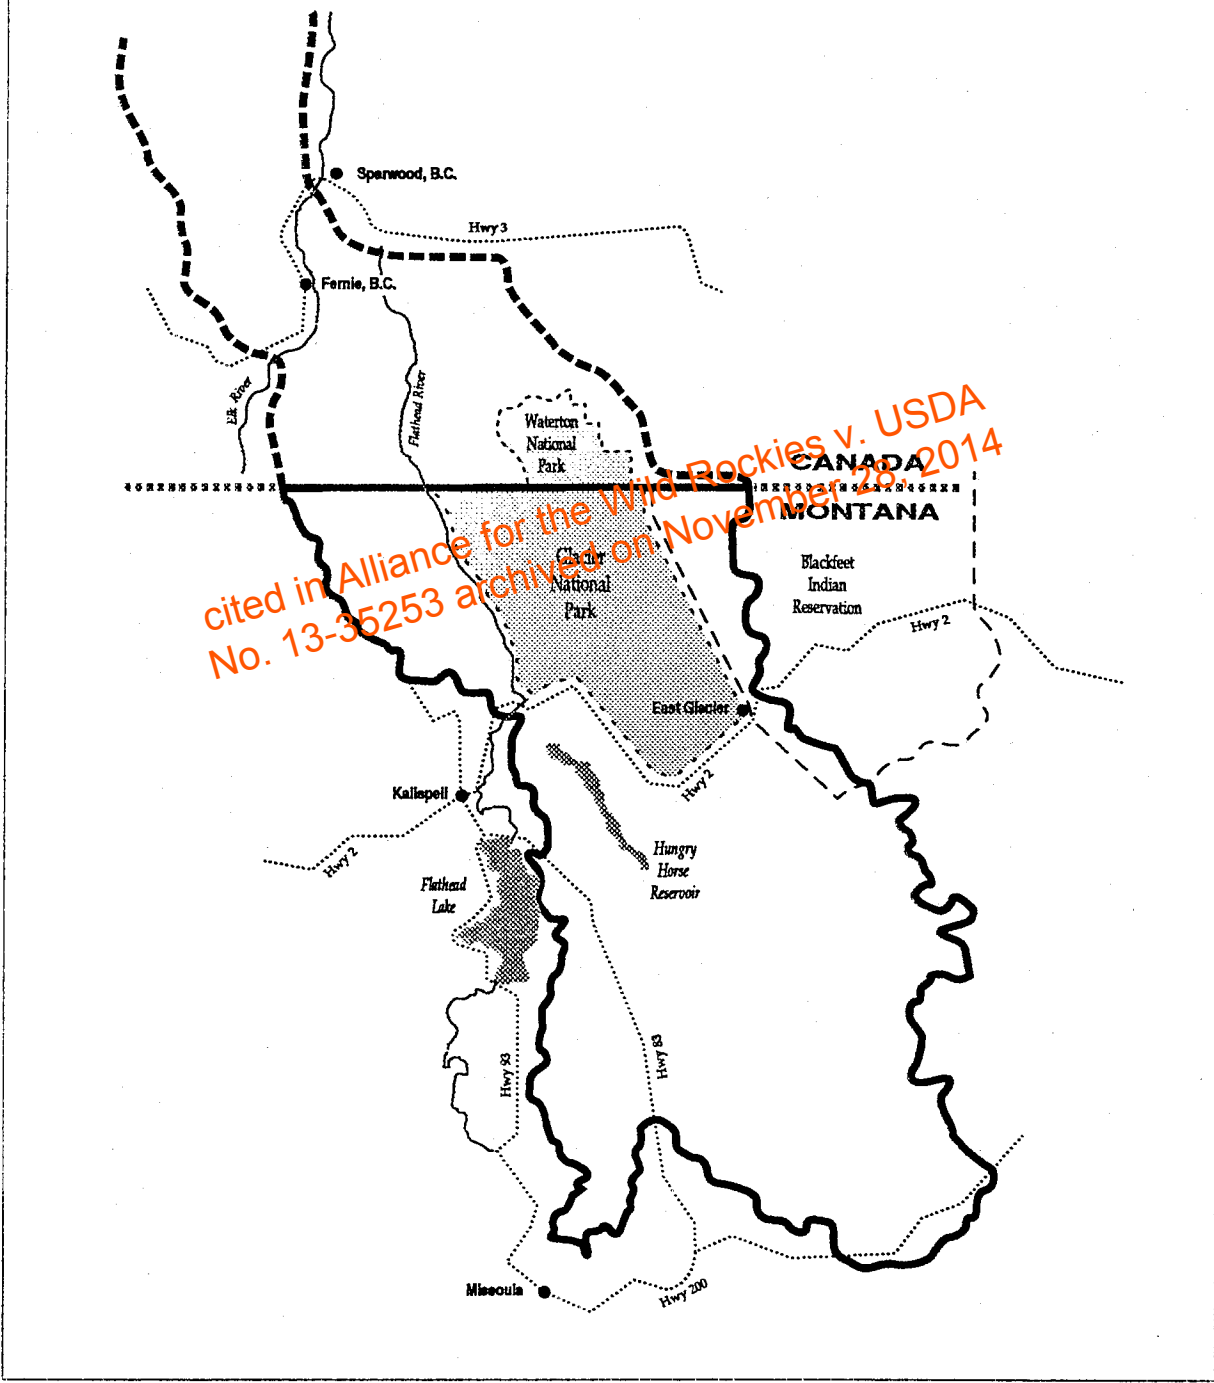 Sparwood, B.C.
Hwy 3
Fernie, B.C.
Elk River
Flathead River
Waterton
National
Park
CANADA
MONTANA
cited in Alliance for the Wild Rockies v. USDA
No. 13-35253 archived on November 28, 2014
Glacier
National
Park
Blackfeet
Indian
Reservation
Hwy 2
East Glacier
Hwy 2
Kalispell
Hwy 2
Hungry
Horse
Reservoir
Flathead
Lake
Hwy 93
Hwy 83
Missoula
Hwy 200